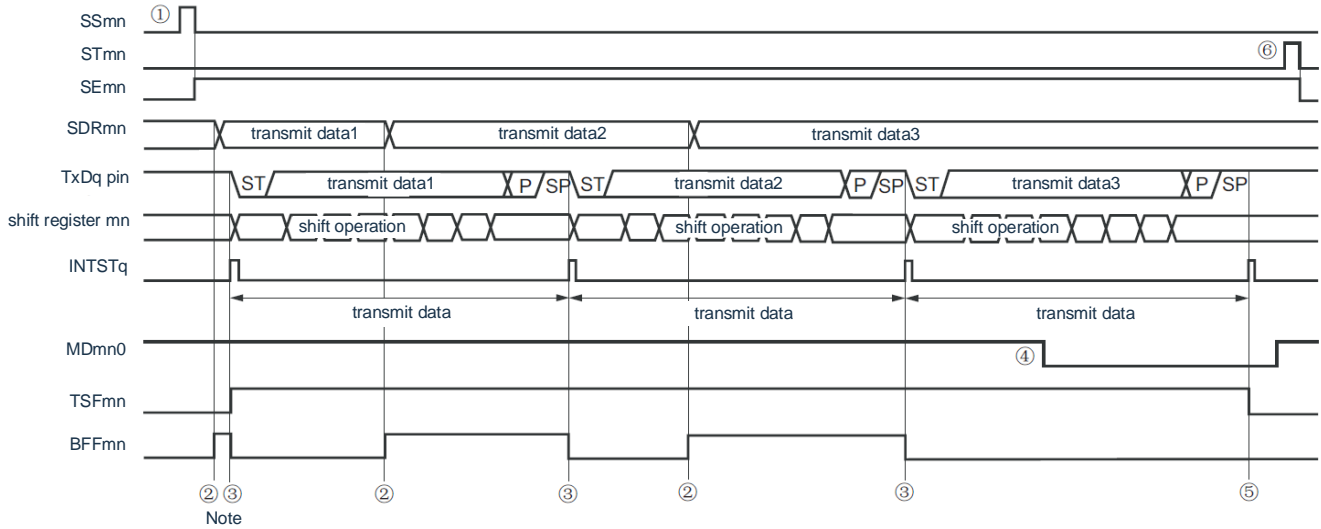 SSmn ①
STmn ⑥
SEmn
SDRmn transmit data1 transmit data2 transmit data3
TxDq pin ST transmit data1 P SP ST transmit data2 P SP ST transmit data3 P SP
shift register mn shift operation shift operation shift operation
INTSTq
transmit data transmit data transmit data
MDmn0 ④
TSFmn
BFFmn
② ③ ② ③ ② ③ ⑤
Note